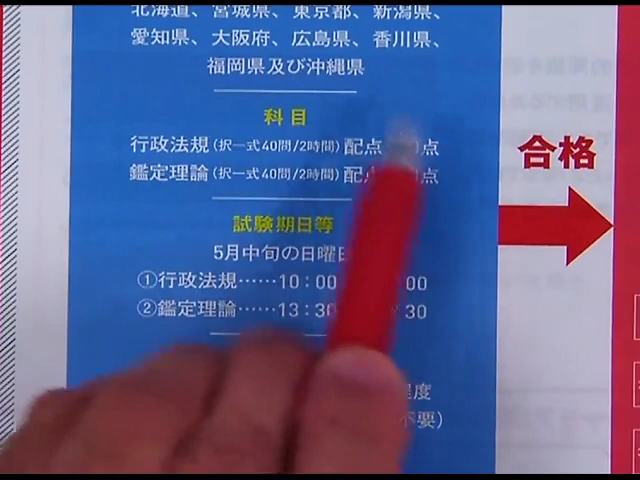 北海道、宮城県、東京都、新潟県、
愛知県、大阪府、広島県、香川県、
福岡県及び沖縄県
科目
行政法規(択一式40問/2時間)配点 点
鑑定理論(択一式40問/2時間)配点 点
合格
試験期日等
5月中旬の日曜日
①行政法規……10:00 00
②鑑定理論……13:30 30
程度
不要)